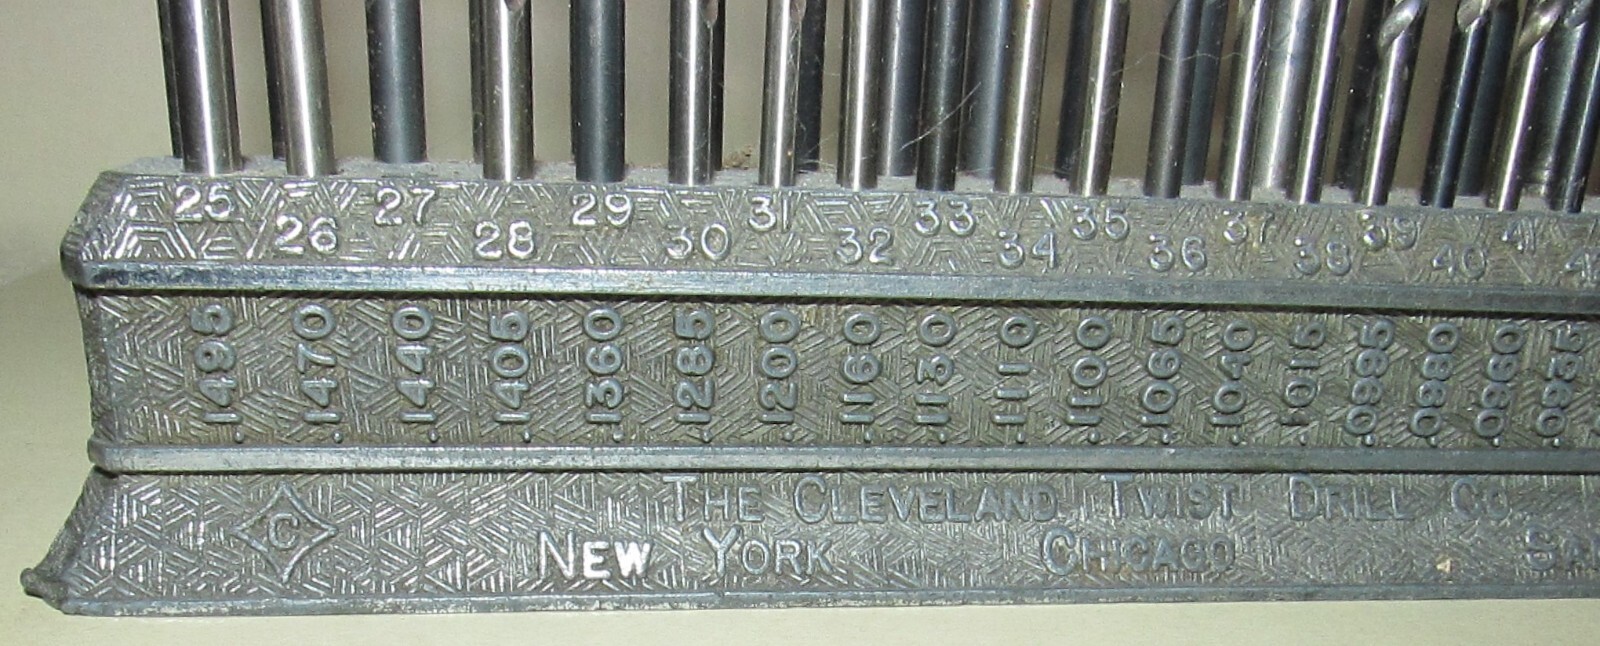 25 26 27 28 29 30 31 32 33 34 35 36 37 38 39 40 41
.1495 .1470 .1440 .1405 .1360 .1285 .1200 .1160 .1130 .1110 .1100 .1065 .1040 .1015 .0995 .0980 .0960 .0935
C THE CLEVELAND TWIST DRILL CO.
NEW YORK CHICAGO